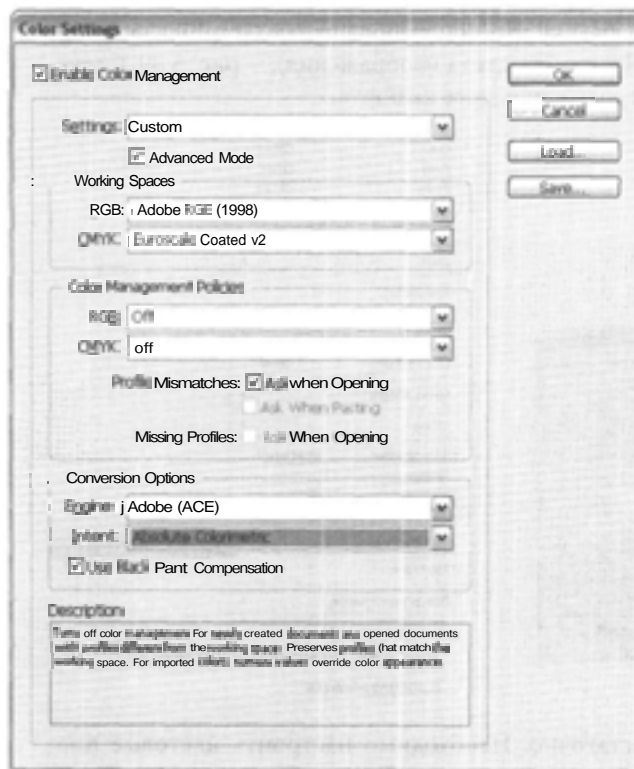 Color Settings
Enable Color Management
OK
Cancel
Load...
Save...
Settings: Custom
Advanced Mode
Working Spaces
RGB: Adobe RGB (1998)
CMYK: Euroscale Coated v2
Color Management Policies
RGB: Off
CMYK: off
Profile Mismatches: Ask when Opening
Ask When Pasting
Missing Profiles: Ask When Opening
Conversion Options
Engine: j Adobe (ACE)
Intent: Absolute Colorimetric
Use Black Pant Compensation
Description:
Turns off color management For newly created documents and opened documents
with profiles different from the working space Preserves profiles (hat match the
working space. For imported colors, numeric values override color appearance